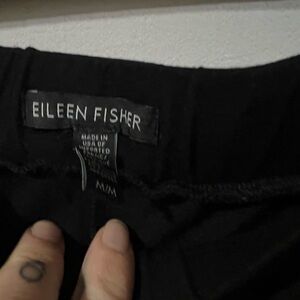 EILEEN FISHER
MADE IN
USA OF
IMPORTED
M/M